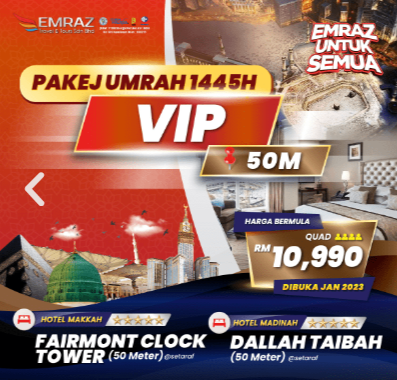 EMRAZ
Travel & Tours Sdn Bhd
EMRAZ
UNTUK
SEMUA
PAKEJ UMRAH 1445H
VIP
50M
HARGA BERMULA
QUAD
RM 10,990
DIBUKA JAN 2023
HOTEL MAKKAH
FAIRMONT CLOCK
TOWER (50 Meter) @setaraf
HOTEL MADINAH
DALLAH TAIBAH
(50 Meter) @setaraf